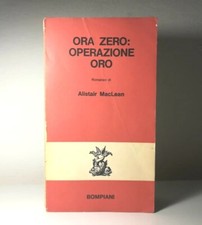 ORA ZERO:
OPERAZIONE
ORO
Romanzo di
Alistair MacLean
BOMPIANI